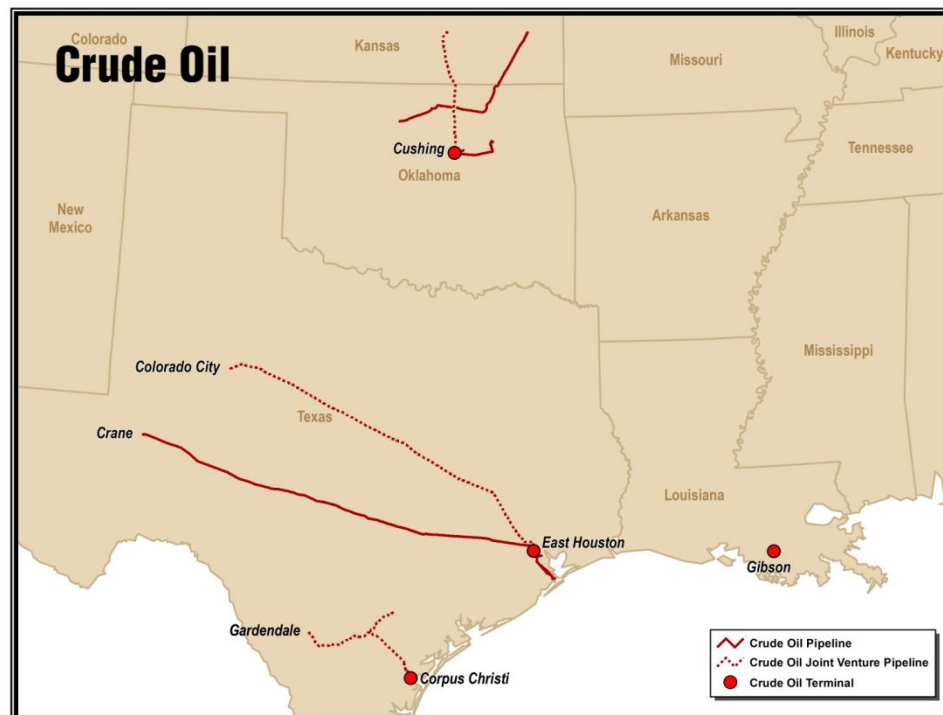 Crude Oil
Colorado
Kansas
Missouri
Illinois
Kentucky
Tennessee
Cushing
Oklahoma
New
Mexico
Arkansas
Mississippi
Colorado City
Texas
Crane
Louisiana
East Houston
Gibson
Gardendale
Corpus Christi
Crude Oil Pipeline
Crude Oil Joint Venture Pipeline
Crude Oil Terminal